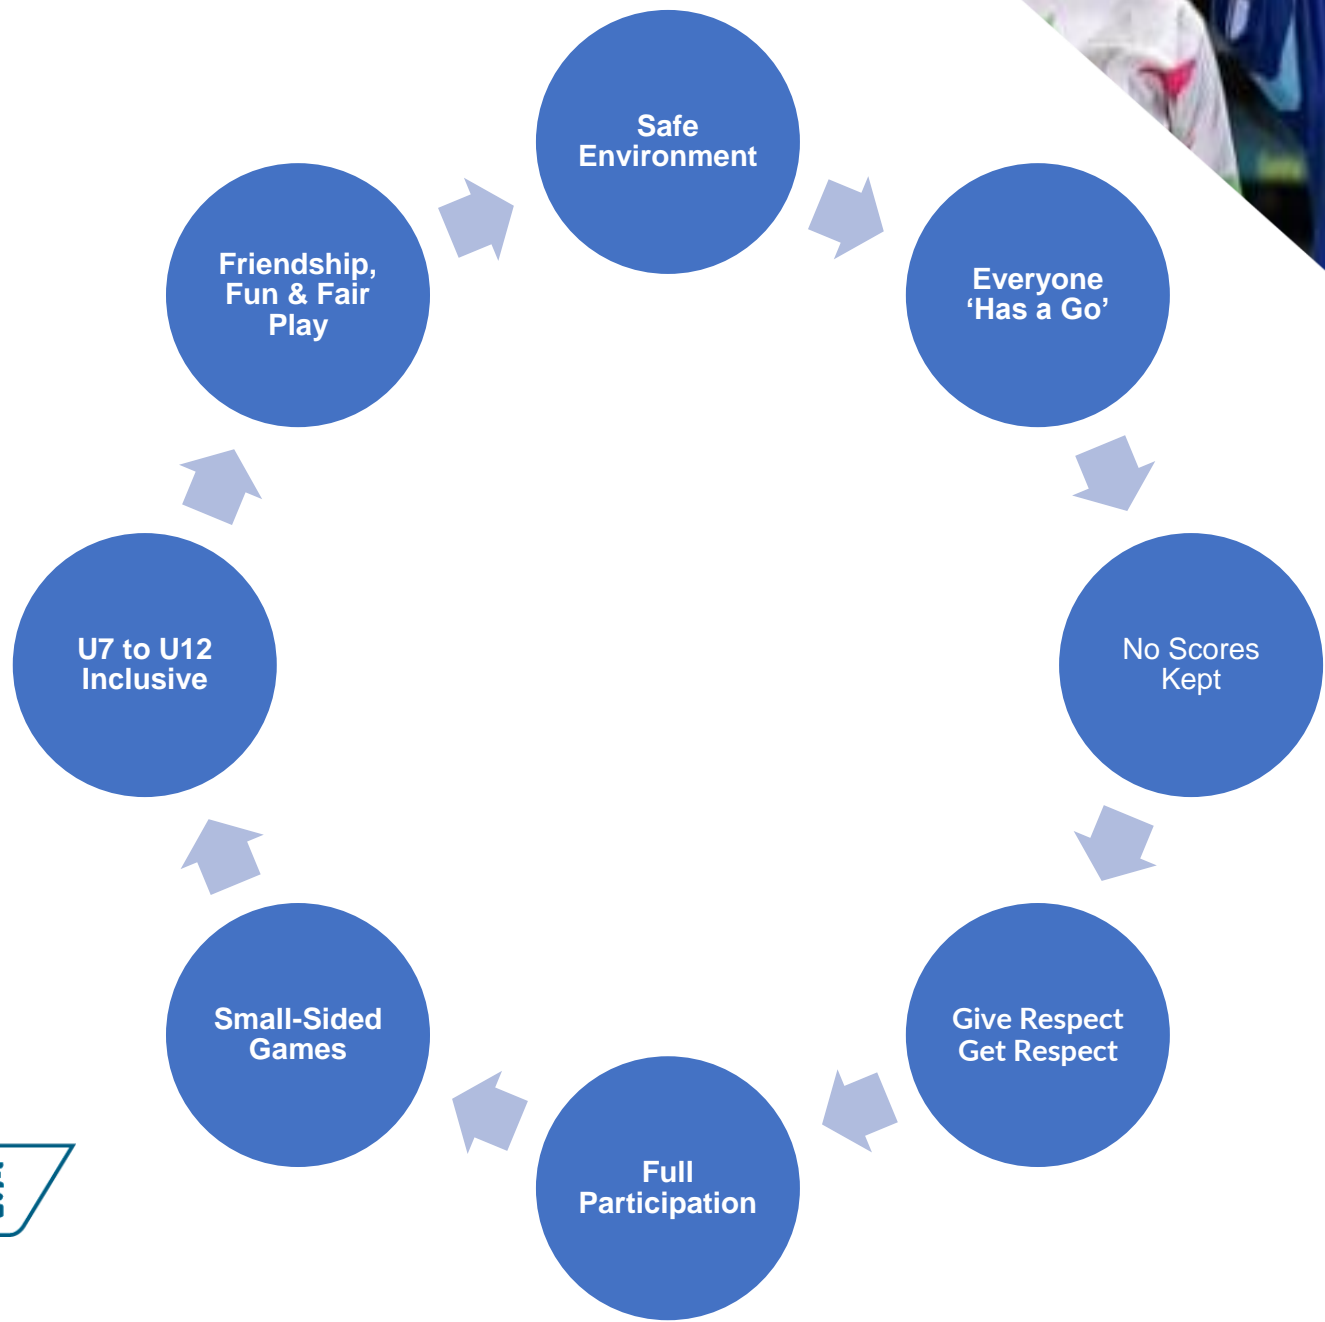 Safe
Environment
Everyone
‘Has a Go’
No Scores
Kept
Give Respect
Get Respect
Full
Participation
Small-Sided
Games
U7 to U12
Inclusive
Friendship,
Fun & Fair
Play